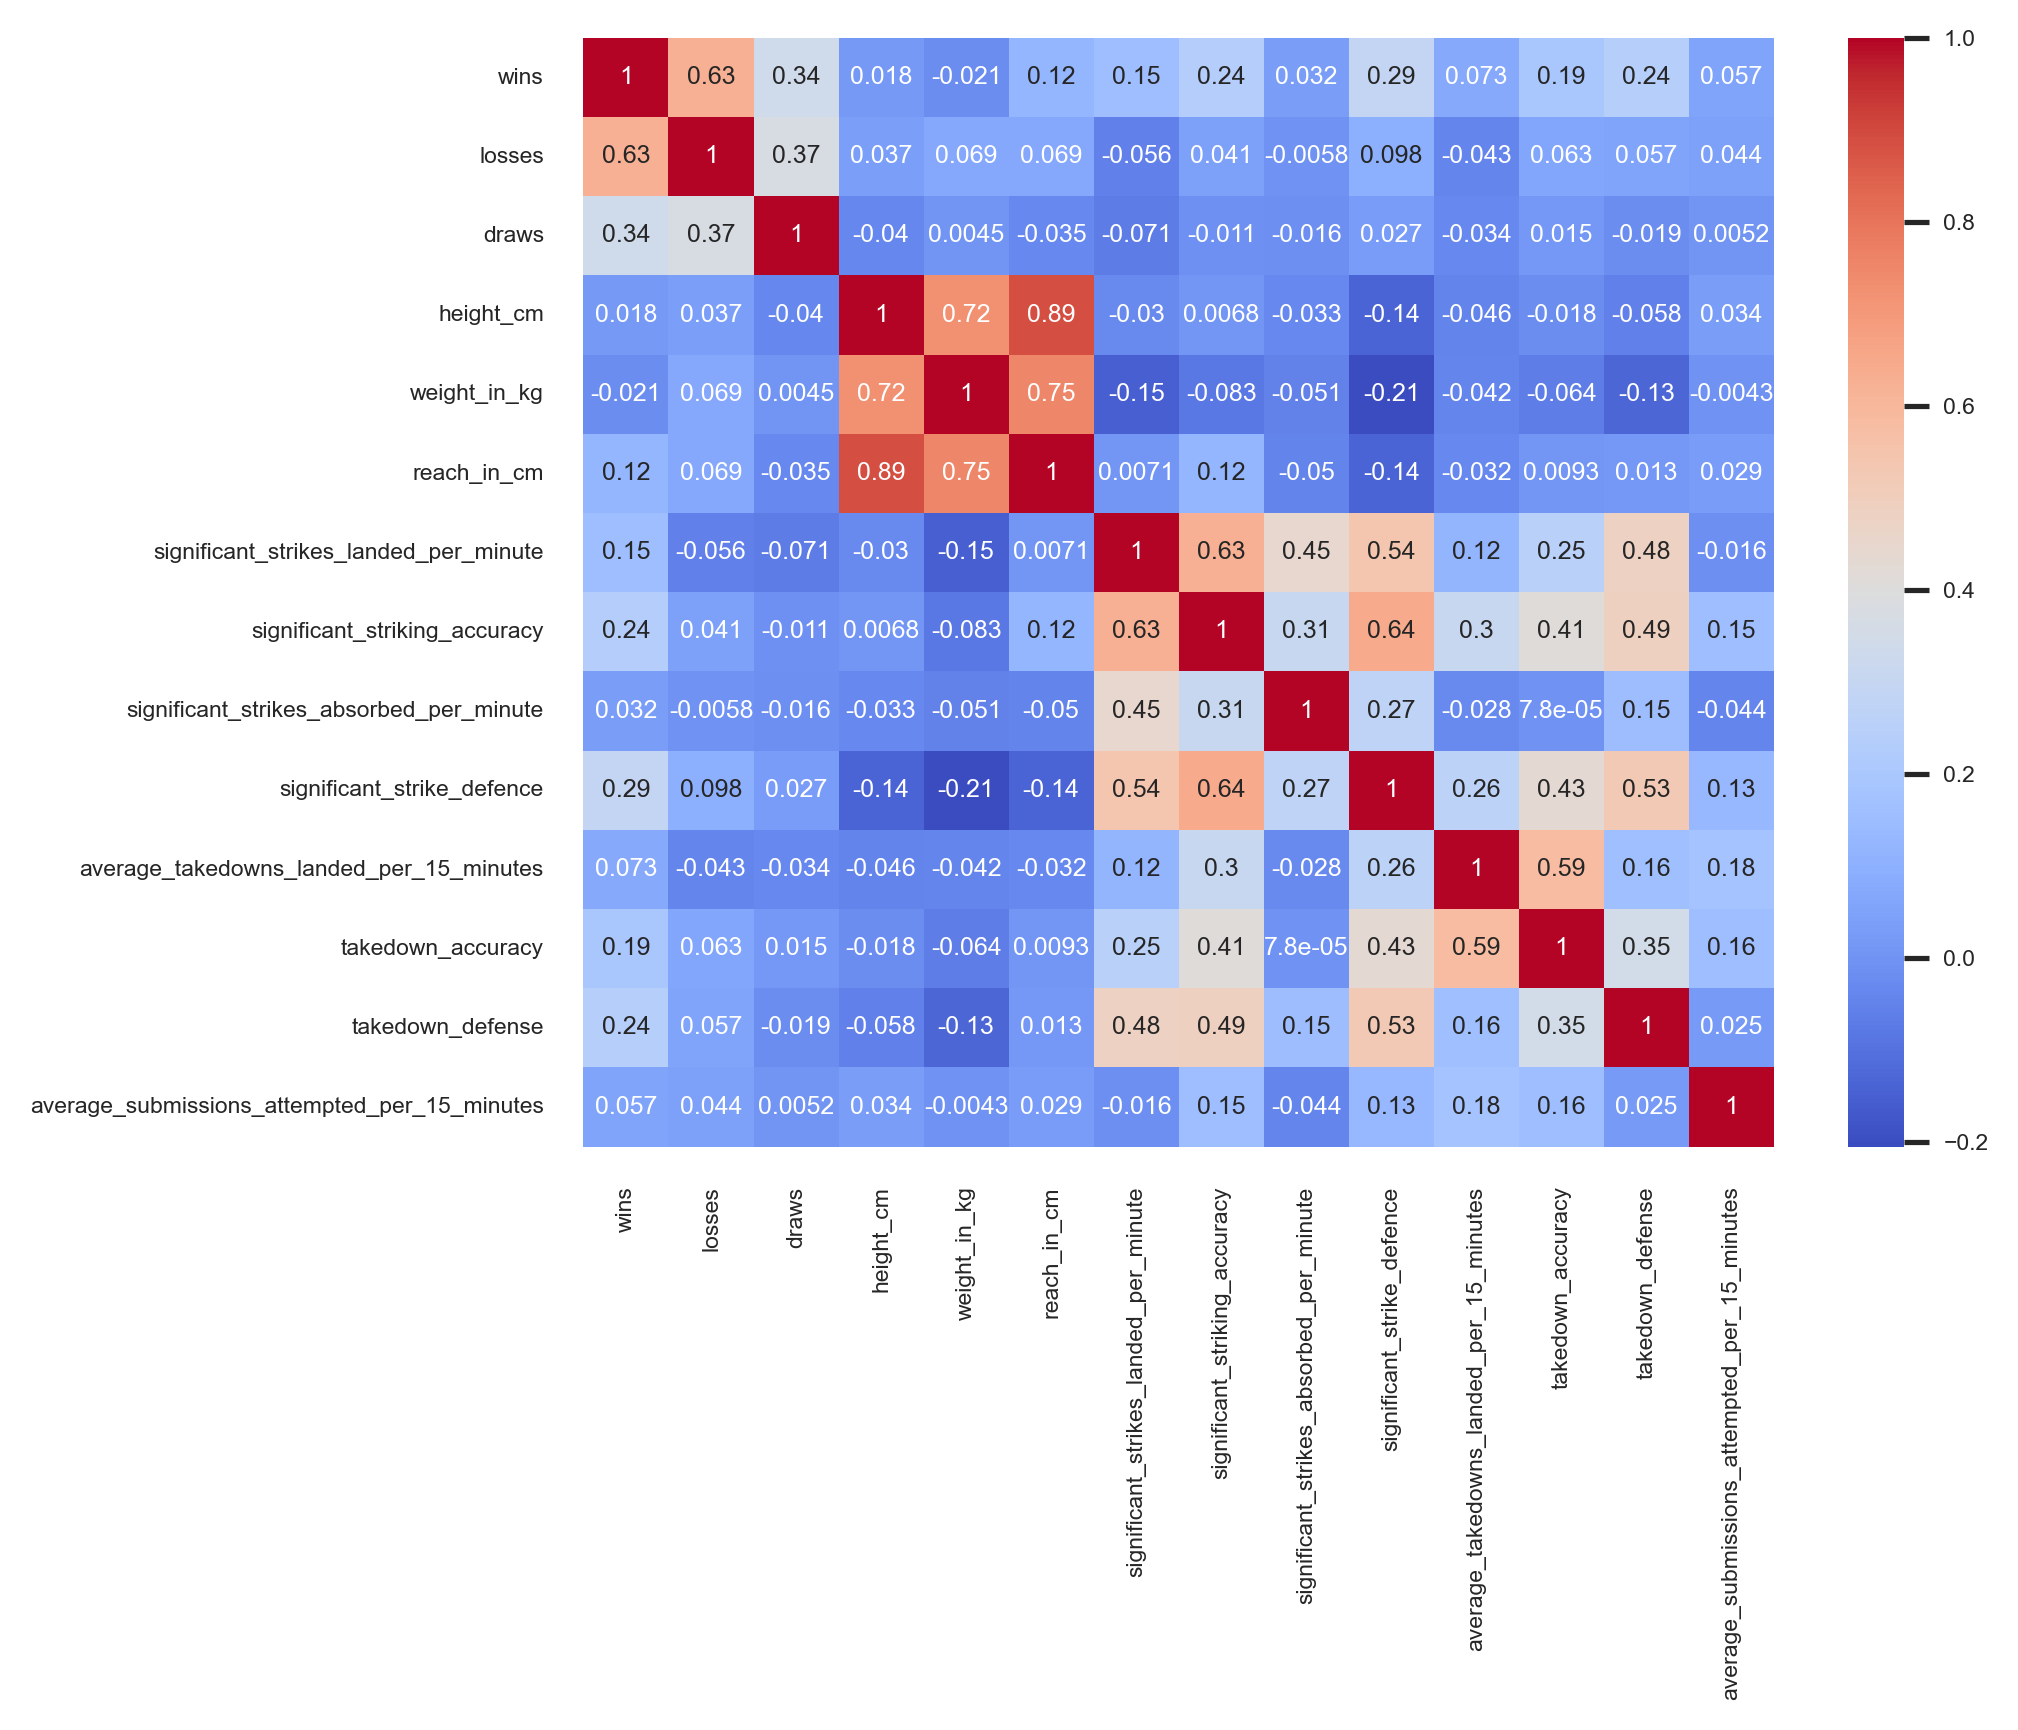 wins 1 0.63 0.34 0.018 -0.021 0.12 0.15 0.24 0.032 0.29 0.073 0.19 0.24 0.057
losses 0.63 1 0.37 0.037 0.069 0.069 -0.056 0.041 -0.0058 0.098 -0.043 0.063 0.057 0.044
draws 0.34 0.37 1 -0.04 0.0045 -0.035 -0.071 -0.011 -0.016 0.027 -0.034 0.015 -0.019 0.0052
height_cm 0.018 0.037 -0.04 1 0.72 0.89 -0.03 0.0068 -0.033 -0.14 -0.046 -0.018 -0.058 0.034
weight_in_kg -0.021 0.069 0.0045 0.72 1 0.75 -0.15 -0.083 -0.051 -0.21 -0.042 -0.064 -0.13 -0.0043
reach_in_cm 0.12 0.069 -0.035 0.89 0.75 1 0.0071 0.12 -0.05 -0.14 -0.032 0.0093 0.013 0.029
significant_strikes_landed_per_minute 0.15 -0.056 -0.071 -0.03 -0.15 0.0071 1 0.63 0.45 0.54 0.12 0.25 0.48 -0.016
significant_striking_accuracy 0.24 0.041 -0.011 0.0068 -0.083 0.12 0.63 1 0.31 0.64 0.3 0.41 0.49 0.15
significant_strikes_absorbed_per_minute 0.032 -0.0058 -0.016 -0.033 -0.051 -0.05 0.45 0.31 1 0.27 -0.028 7.8e-05 0.15 -0.044
significant_strike_defence 0.29 0.098 0.027 -0.14 -0.21 -0.14 0.54 0.64 0.27 1 0.26 0.43 0.53 0.13
average_takedowns_landed_per_15_minutes 0.073 -0.043 -0.034 -0.046 -0.042 -0.032 0.12 0.3 -0.028 0.26 1 0.59 0.16 0.18
takedown_accuracy 0.19 0.063 0.015 -0.018 -0.064 0.0093 0.25 0.41 7.8e-05 0.43 0.59 1 0.35 0.16
takedown_defense 0.24 0.057 -0.019 -0.058 -0.13 0.013 0.48 0.49 0.15 0.53 0.16 0.35 1 0.025
average_submissions_attempted_per_15_minutes 0.057 0.044 0.0052 0.034 -0.0043 0.029 -0.016 0.15 -0.044 0.13 0.18 0.16 0.025 1
wins
losses
draws
height_cm
weight_in_kg
reach_in_cm
significant_strikes_landed_per_minute
significant_striking_accuracy
significant_strikes_absorbed_per_minute
significant_strike_defence
average_takedowns_landed_per_15_minutes
takedown_accuracy
takedown_defense
average_submissions_attempted_per_15_minutes
1.0
0.8
0.6
0.4
0.2
0.0
−0.2